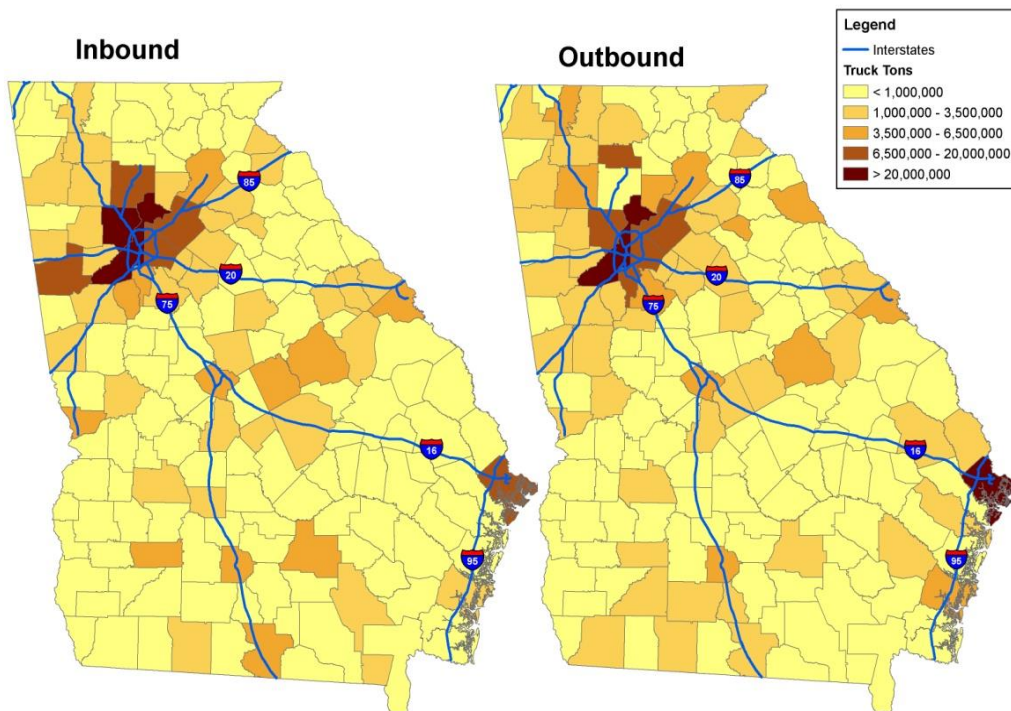 Inbound
Outbound
Legend
Interstates
Truck Tons
< 1,000,000
1,000,000 - 3,500,000
3,500,000 - 6,500,000
6,500,000 - 20,000,000
> 20,000,000
85
20
75
16
95
85
20
75
16
95